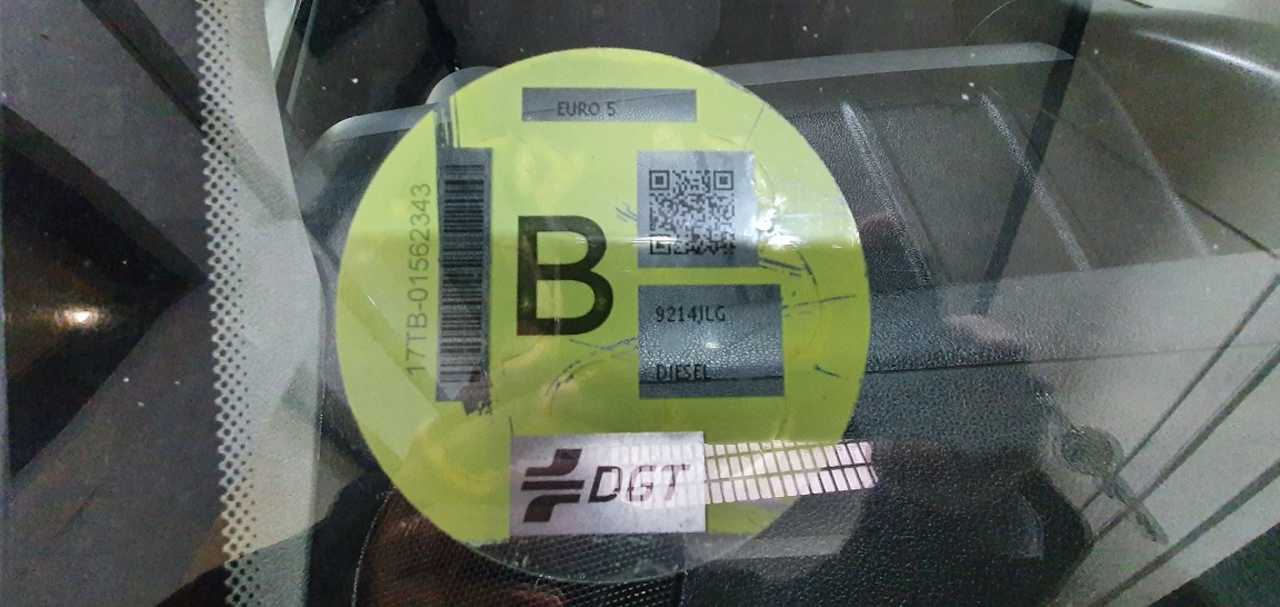 EURO 5
17TB-01562343
B
9214JLG
DIESEL
DGT